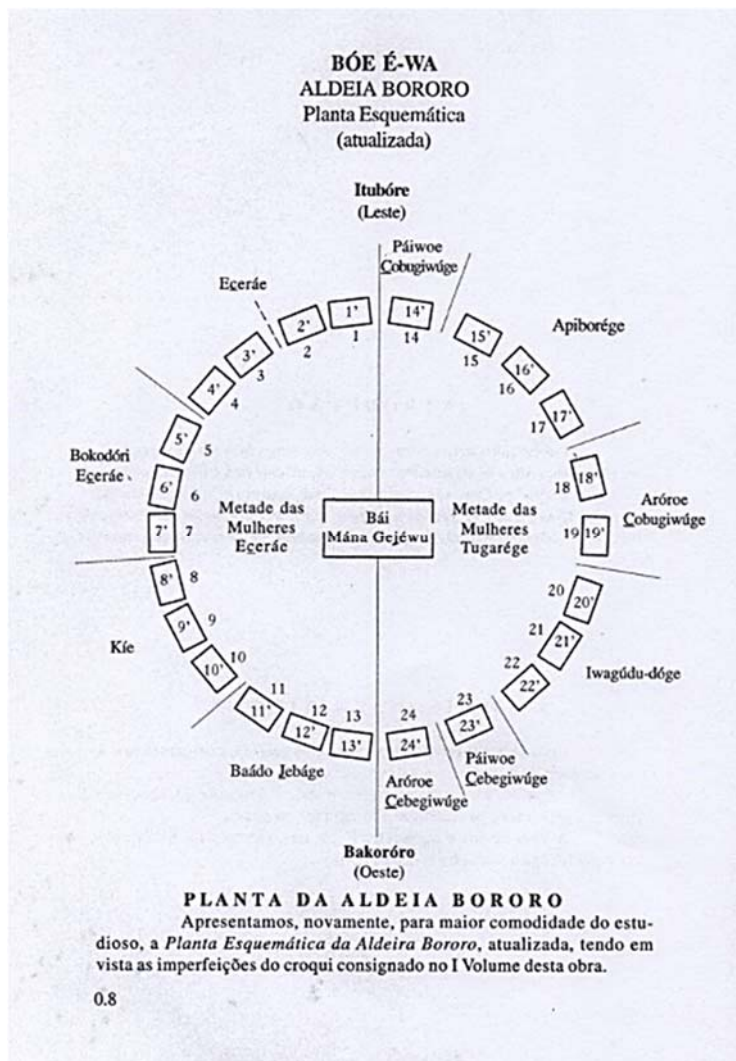 BÓE É-WA
ALDEIA BORORO
Planta Esquemática
(atualizada)
Itubóre
(Leste)
Páiwoe
Cobugiwúge
Eceráe
Apiborége
1'
1
2'
2
3'
3
4'
4
14'
14
15'
15
16'
16
17'
17
Bokodóri
Eceráe
5'
5
6'
6
7'
7
18'
18
19'
19
Aróroe
Cobugiwúge
Metade das
Mulheres
Eceráe
Bái
Mána Gejéwu
Metade das
Mulheres
Tugarége
8'
8
9'
9
10'
10
Kíe
20
20'
21
21'
22
22'
Iwagúdu-dóge
11
11'
12
12'
13
13'
24
24'
23
23'
Baádo Jebáge
Aróroe
Cebegiwúge
Páiwoe
Cebegiwúge
Bakoróro
(Oeste)
PLANTA DA ALDEIA BORORO
Apresentamos, novamente, para maior comodidade do estu-
dioso, a Planta Esquemática da Aldeira Bororo, atualizada, tendo em
vista as imperfeições do croqui consignado no I Volume desta obra.
0.8